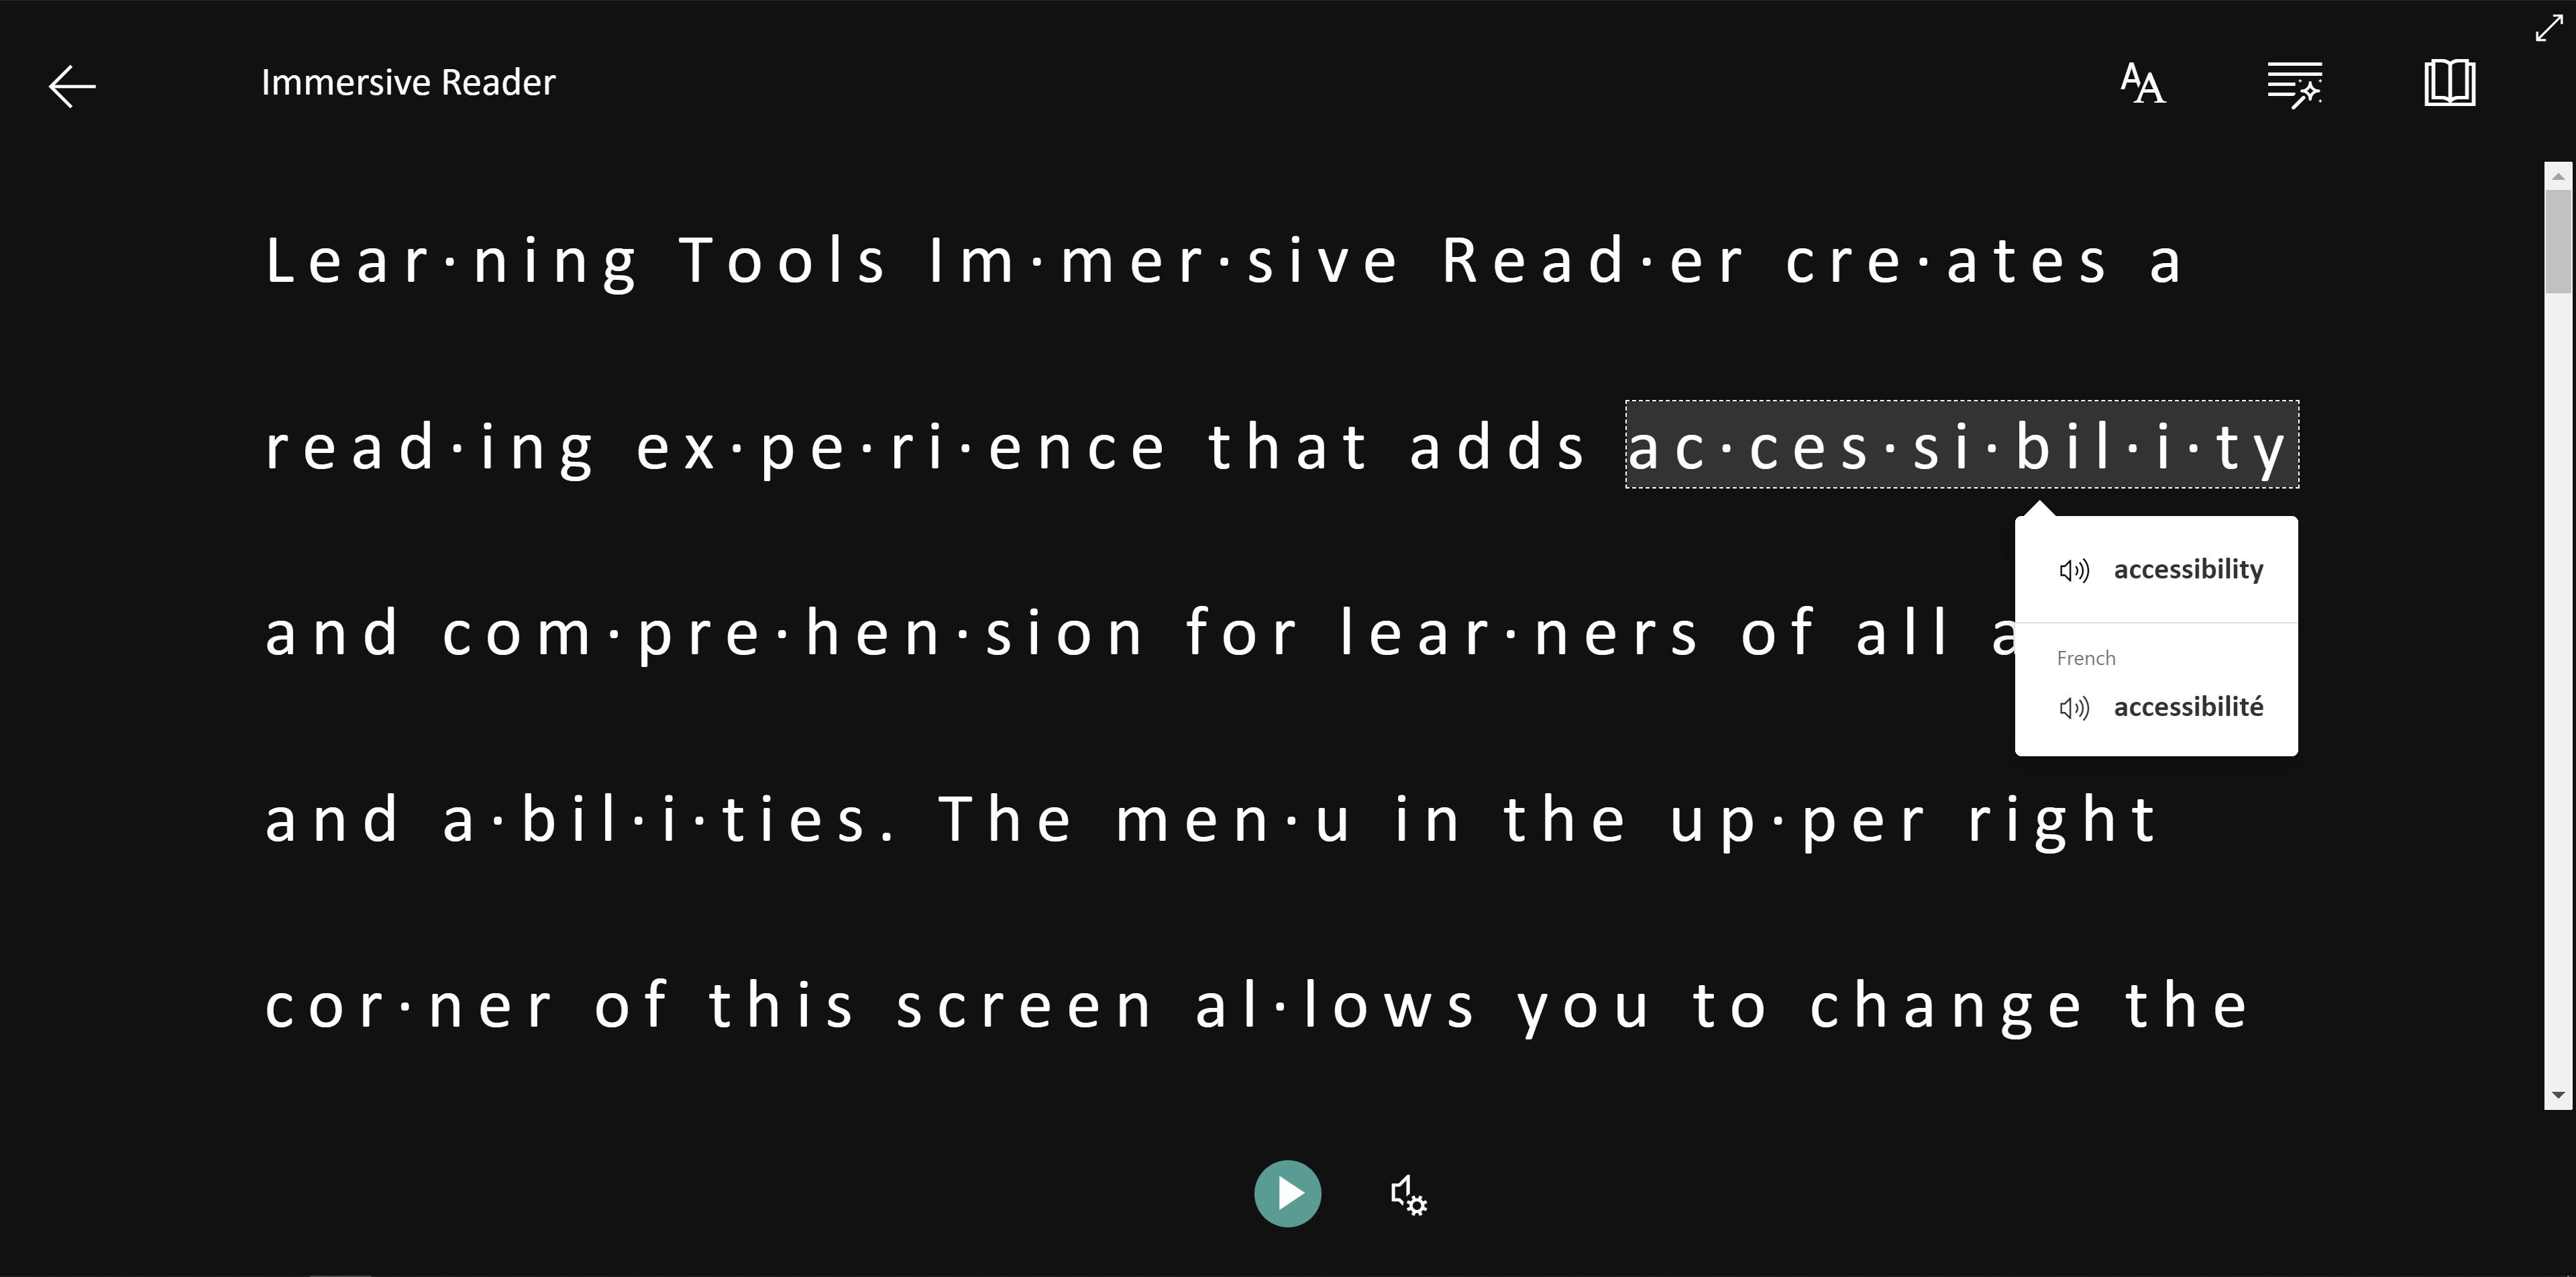 Immersive Reader
Lear·ning Tools Im·mer·sive Read·er cre·ates a
read·ing ex·pe·ri·ence that adds ac·ces·si·bil·i·ty
and com·pre·hen·sion for lear·ners of all
accessibility
French
accessibilité
and a·bil·i·ties. The men·u in the up·per right
cor·ner of this screen al·lows you to change the